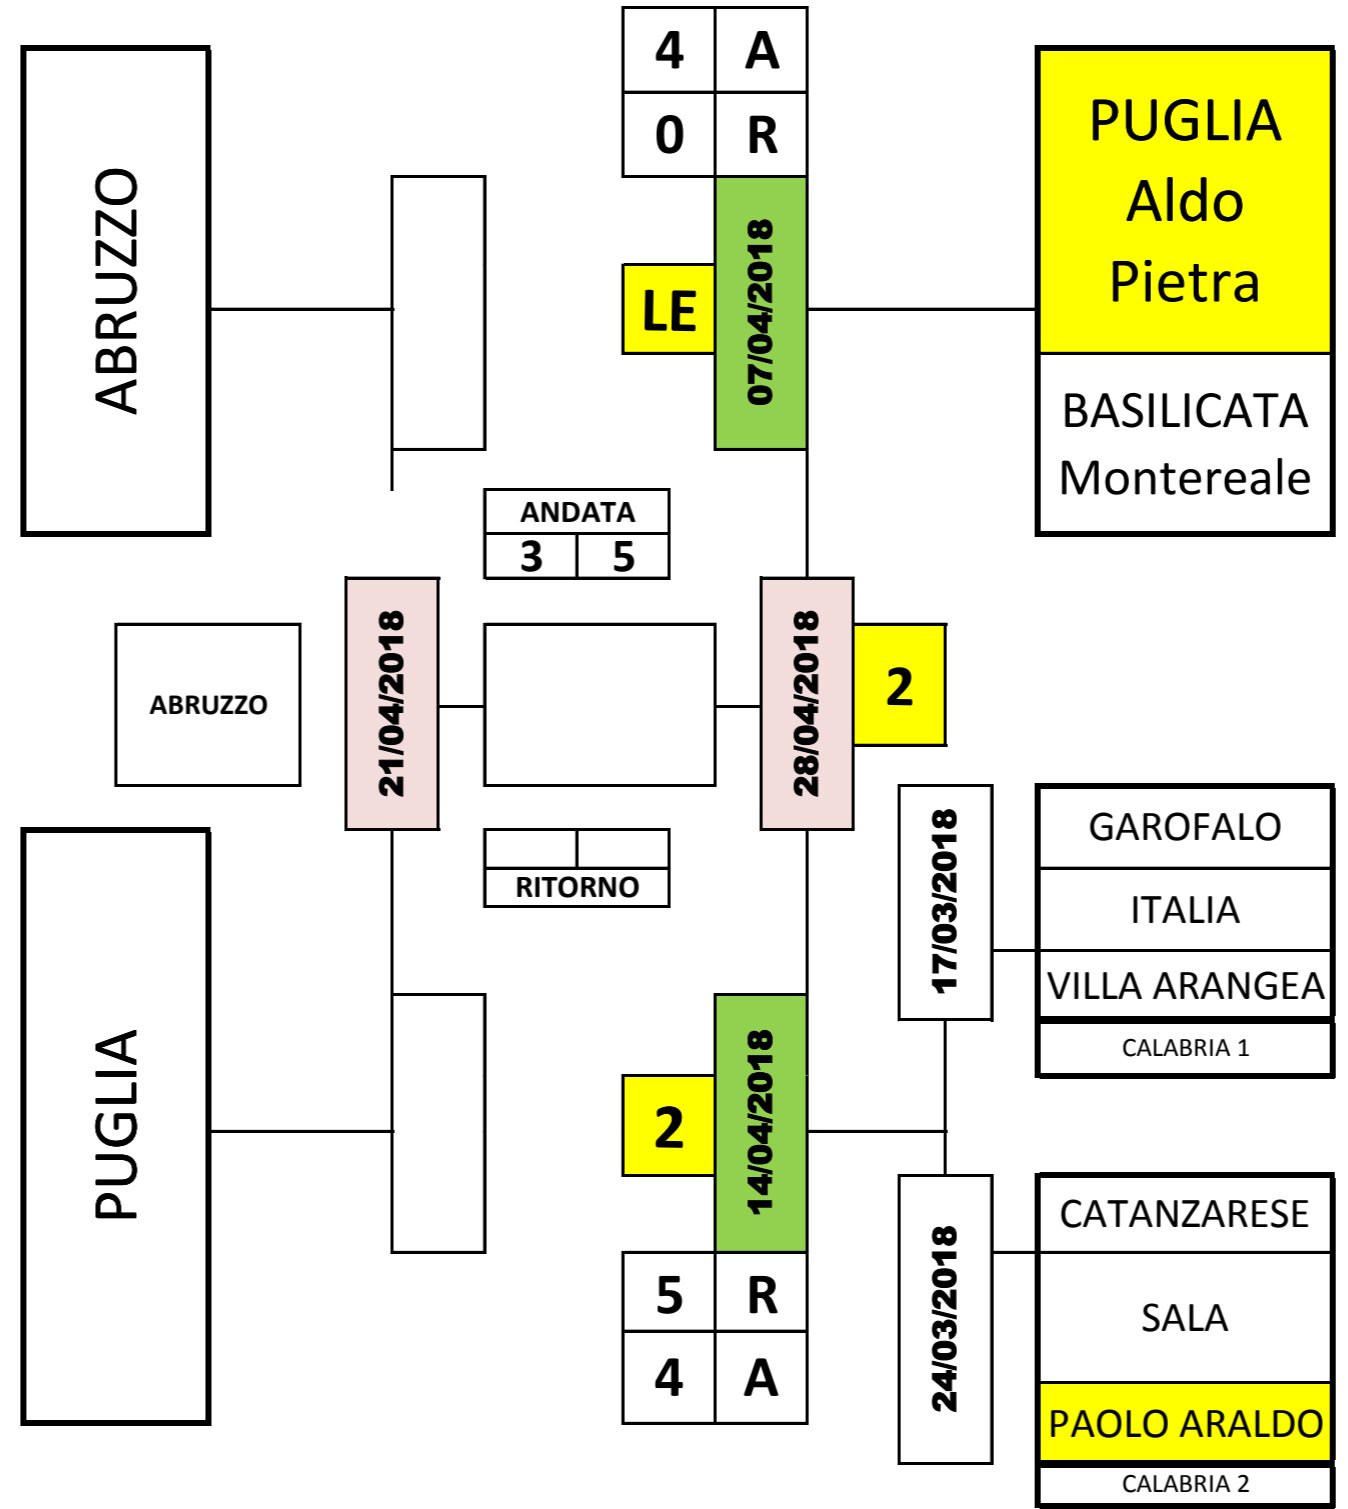 4 A
0 R
ABRUZZO
07/04/2018
LE
PUGLIA
Aldo
Pietra
BASILICATA
Montereale
ANDATA
3 5
ABRUZZO
21/04/2018
28/04/2018
2
RITORNO
PUGLIA
17/03/2018
GAROFALO
ITALIA
VILLA ARANGEA
CALABRIA 1
2
14/04/2018
5 R
4 A
24/03/2018
CATANZARESE
SALA
PAOLO ARALDO
CALABRIA 2